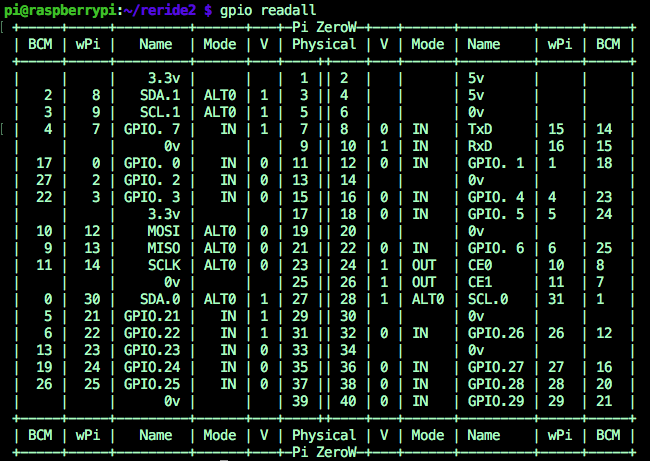 pi@raspberrypi:~/reride2 $ gpio readall
+-----+-----+---------+------+---+-Pi ZeroW-+---+------+---------+-----+-----+
| BCM | wPi |   Name  | Mode | V | Physical | V | Mode | Name    | wPi | BCM |
+-----+-----+---------+------+---+----++----+---+------+---------+-----+-----+
|     |     |    3.3v |      |   |  1 || 2  |   |      | 5v      |     |     |
|   2 |   8 |   SDA.1 | ALT0 | 1 |  3 || 4  |   |      | 5v      |     |     |
|   3 |   9 |   SCL.1 | ALT0 | 1 |  5 || 6  |   |      | 0v      |     |     |
|   4 |   7 | GPIO. 7 |   IN | 1 |  7 || 8  | 0 | IN   | TxD     | 15  | 14  |
|     |     |      0v |      |   |  9 || 10 | 1 | IN   | RxD     | 16  | 15  |
|  17 |   0 | GPIO. 0 |   IN | 0 | 11 || 12 | 0 | IN   | GPIO. 1 | 1   | 18  |
|  27 |   2 | GPIO. 2 |   IN | 0 | 13 || 14 |   |      | 0v      |     |     |
|  22 |   3 | GPIO. 3 |   IN | 0 | 15 || 16 | 0 | IN   | GPIO. 4 | 4   | 23  |
|     |     |    3.3v |      |   | 17 || 18 | 0 | IN   | GPIO. 5 | 5   | 24  |
|  10 |  12 |    MOSI | ALT0 | 0 | 19 || 20 |   |      | 0v      |     |     |
|   9 |  13 |    MISO | ALT0 | 0 | 21 || 22 | 0 | IN   | GPIO. 6 | 6   | 25  |
|  11 |  14 |    SCLK | ALT0 | 0 | 23 || 24 | 1 | OUT  | CE0     | 10  | 8   |
|     |     |      0v |      |   | 25 || 26 | 1 | OUT  | CE1     | 11  | 7   |
|   0 |  30 |   SDA.0 | ALT0 | 1 | 27 || 28 | 1 | ALT0 | SCL.0   | 31  | 1   |
|   5 |  21 | GPIO.21 |   IN | 1 | 29 || 30 |   |      | 0v      |     |     |
|   6 |  22 | GPIO.22 |   IN | 1 | 31 || 32 | 0 | IN   | GPIO.26 | 26  | 12  |
|  13 |  23 | GPIO.23 |   IN | 0 | 33 || 34 |   |      | 0v      |     |     |
|  19 |  24 | GPIO.24 |   IN | 0 | 35 || 36 | 0 | IN   | GPIO.27 | 27  | 16  |
|  26 |  25 | GPIO.25 |   IN | 0 | 37 || 38 | 0 | IN   | GPIO.28 | 28  | 20  |
|     |     |      0v |      |   | 39 || 40 | 0 | IN   | GPIO.29 | 29  | 21  |
+-----+-----+---------+------+---+----++----+---+------+---------+-----+-----+
| BCM | wPi |   Name  | Mode | V | Physical | V | Mode | Name    | wPi | BCM |
+-----+-----+---------+------+---+-Pi ZeroW-+---+------+---------+-----+-----+